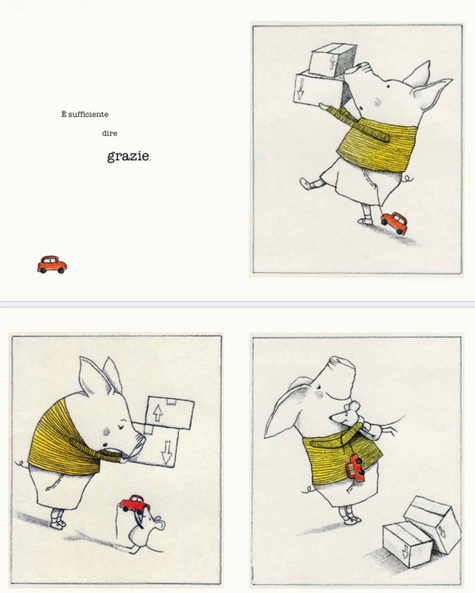 È sufficiente
dire
grazie.